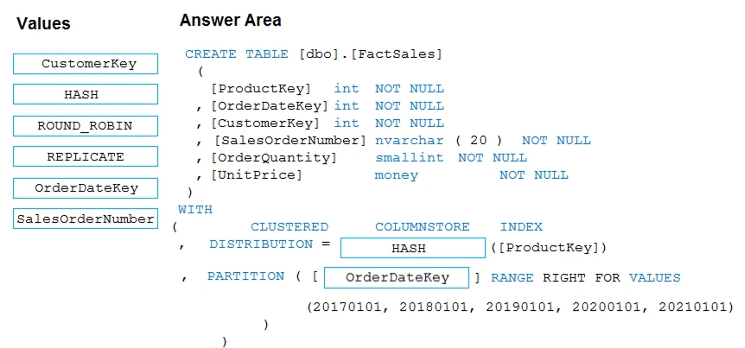 Values
Answer Area
CustomerKey
HASH
ROUND_ROBIN
REPLICATE
OrderDateKey
SalesOrderNumber
CREATE TABLE [dbo].[FactSales]
(
[ProductKey] int NOT NULL
, [OrderDateKey] int NOT NULL
, [CustomerKey] int NOT NULL
, [SalesOrderNumber] nvarchar ( 20 ) NOT NULL
, [OrderQuantity] smallint NOT NULL
, [UnitPrice] money NOT NULL
)
WITH
( CLUSTERED COLUMNSTORE INDEX
, DISTRIBUTION = HASH ([ProductKey])
, PARTITION ( [ OrderDateKey ] RANGE RIGHT FOR VALUES
(20170101, 20180101, 20190101, 20200101, 20210101)
)
)